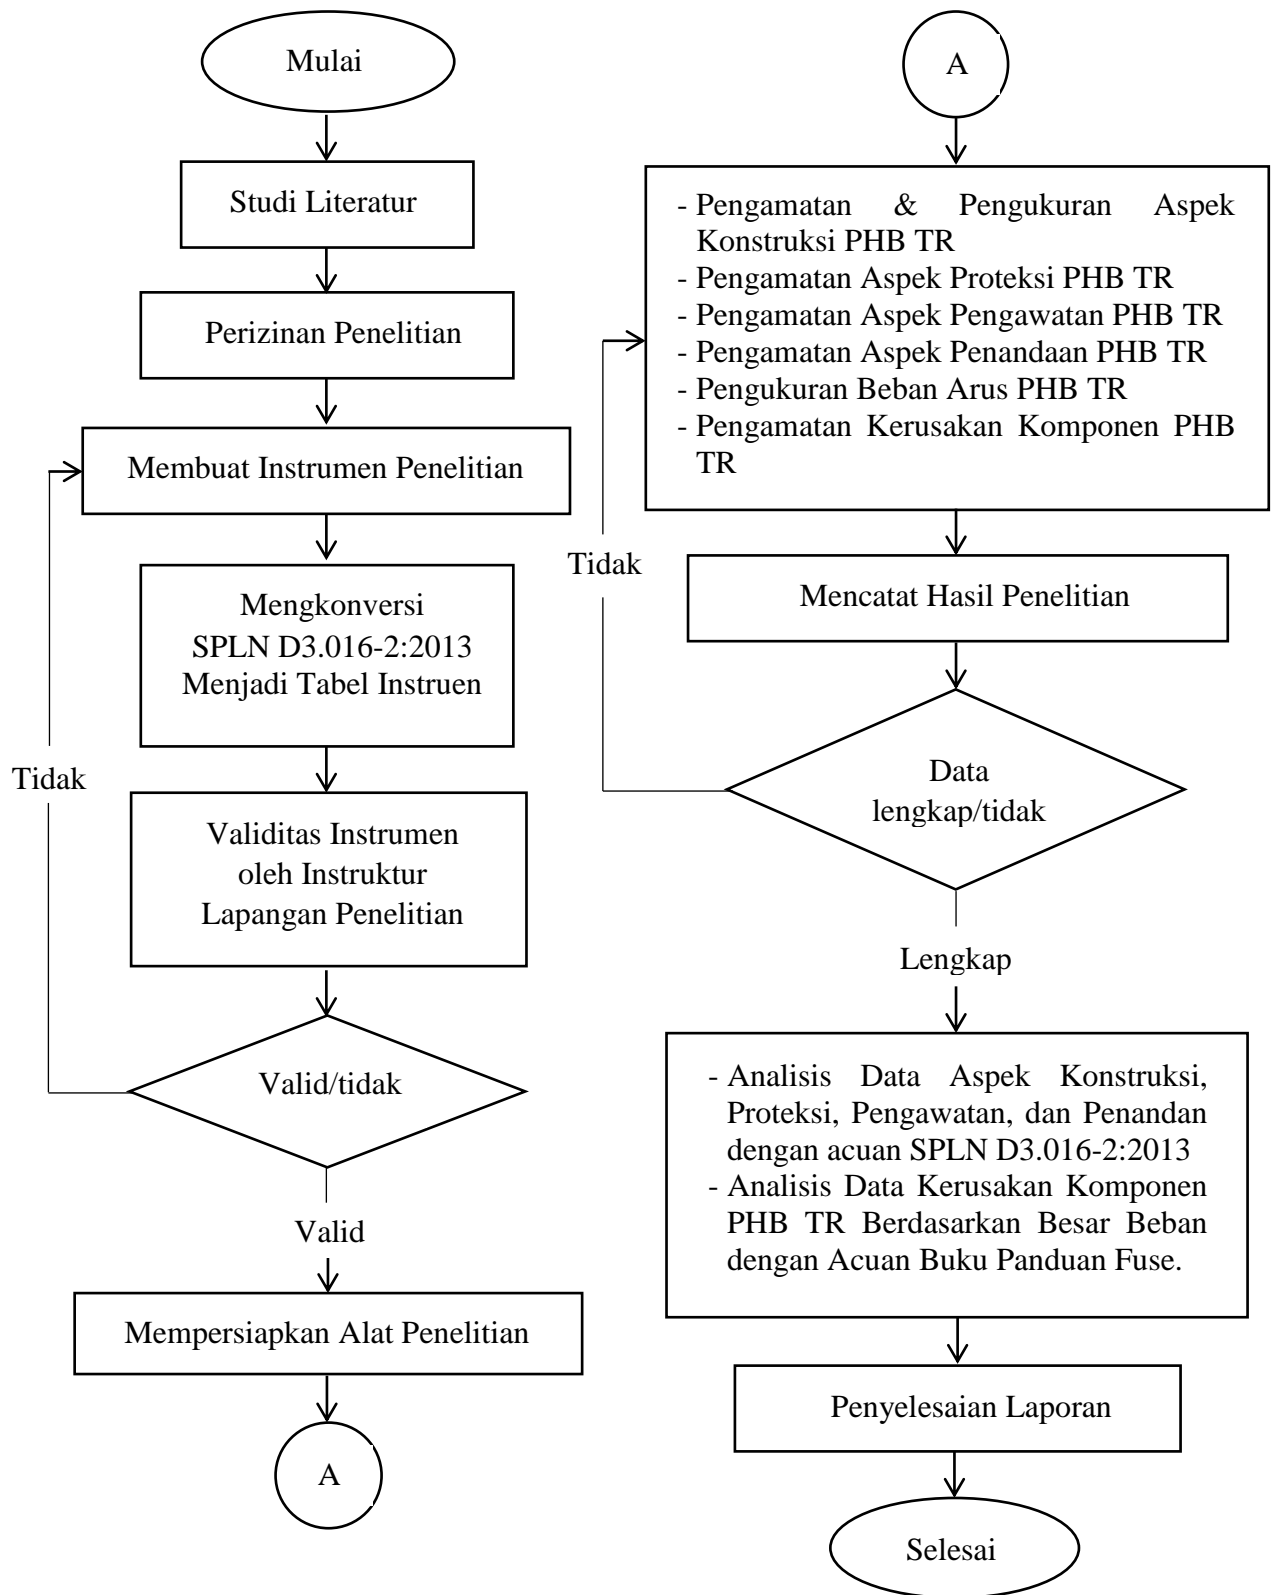 Mulai
Studi Literatur
Perizinan Penelitian
Membuat Instrumen Penelitian
Mengkonversi
SPLN D3.016-2:2013
Menjadi Tabel Instruen
Tidak
Validitas Instrumen
oleh Instruktur
Lapangan Penelitian
Valid/tidak
Valid
Mempersiapkan Alat Penelitian
A
A
- Pengamatan & Pengukuran Aspek
Konstruksi PHB TR
- Pengamatan Aspek Proteksi PHB TR
- Pengamatan Aspek Pengawatan PHB TR
- Pengamatan Aspek Penandaan PHB TR
- Pengukuran Beban Arus PHB TR
- Pengamatan Kerusakan Komponen PHB
TR
Tidak
Mencatat Hasil Penelitian
Data
lengkap/tidak
Lengkap
- Analisis Data Aspek Konstruksi,
Proteksi, Pengawatan, dan Penandan
dengan acuan SPLN D3.016-2:2013
- Analisis Data Kerusakan Komponen
PHB TR Berdasarkan Besar Beban
dengan Acuan Buku Panduan Fuse.
Penyelesaian Laporan
Selesai